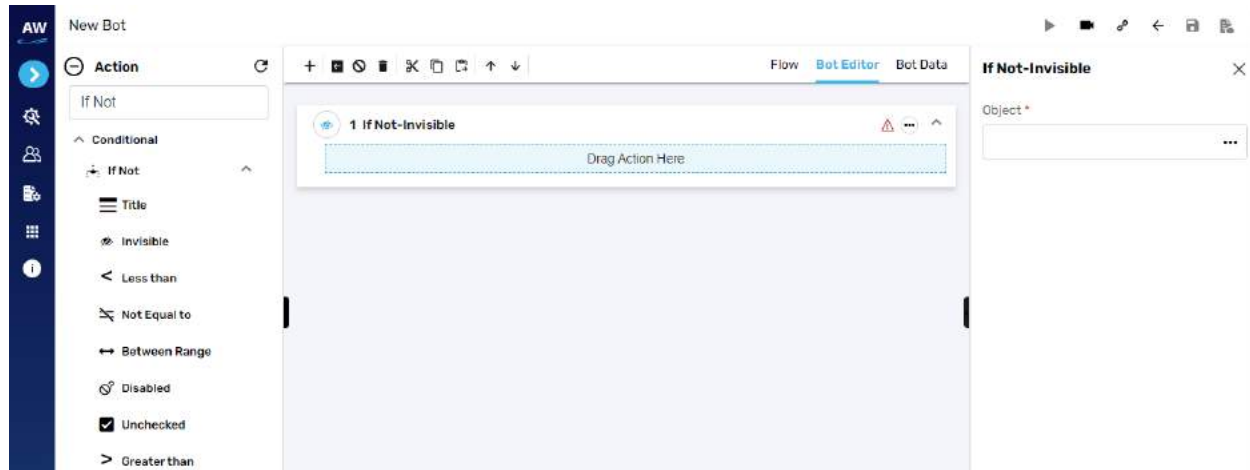 AW
New Bot
Action
If Not
Conditional
If Not
Title
Invisible
Less than
Not Equal to
Between Range
Disabled
Unchecked
Greater than
Flow Bot Editor Bot Data
1 If Not-Invisible
Drag Action Here
If Not-Invisible
Object *